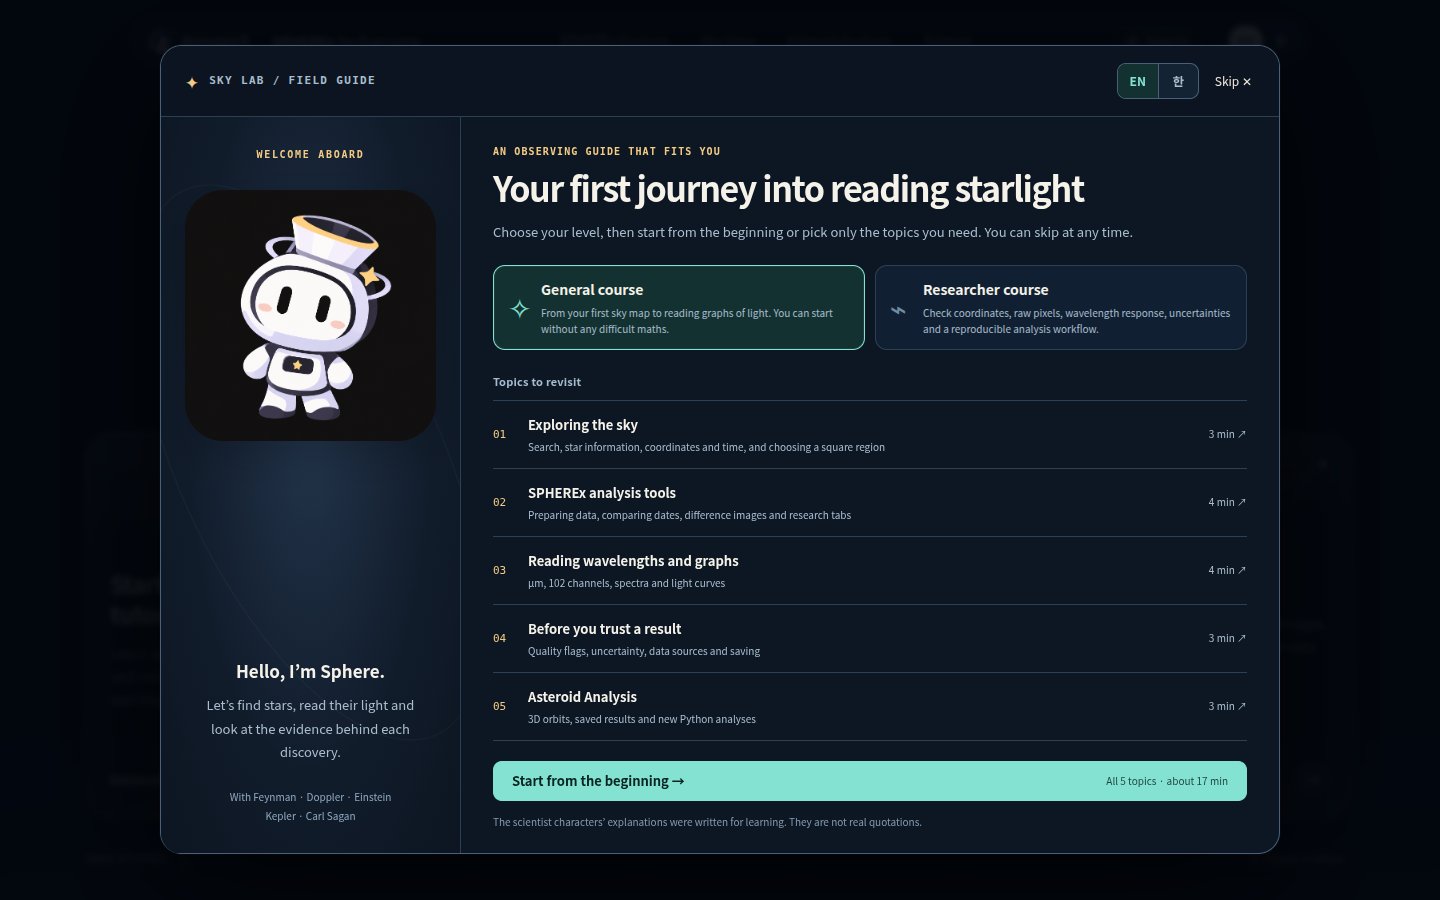 SKY LAB / FIELD GUIDE
EN
한
Skip ×
WELCOME ABOARD
Hello, I’m Sphere.
Let’s find stars, read their light and
look at the evidence behind each
discovery.
With Feynman · Doppler · Einstein
Kepler · Carl Sagan
AN OBSERVING GUIDE THAT FITS YOU
Your first journey into reading starlight
Choose your level, then start from the beginning or pick only the topics you need. You can skip at any time.
General course
From your first sky map to reading graphs of light. You can start
without any difficult maths.
Researcher course
Check coordinates, raw pixels, wavelength response, uncertainties
and a reproducible analysis workflow.
Topics to revisit
01
Exploring the sky
Search, star information, coordinates and time, and choosing a square region
3 min ↗
02
SPHEREx analysis tools
Preparing data, comparing dates, difference images and research tabs
4 min ↗
03
Reading wavelengths and graphs
μm, 102 channels, spectra and light curves
4 min ↗
04
Before you trust a result
Quality flags, uncertainty, data sources and saving
3 min ↗
05
Asteroid Analysis
3D orbits, saved results and new Python analyses
3 min ↗
Start from the beginning →
All 5 topics · about 17 min
The scientist characters’ explanations were written for learning. They are not real quotations.